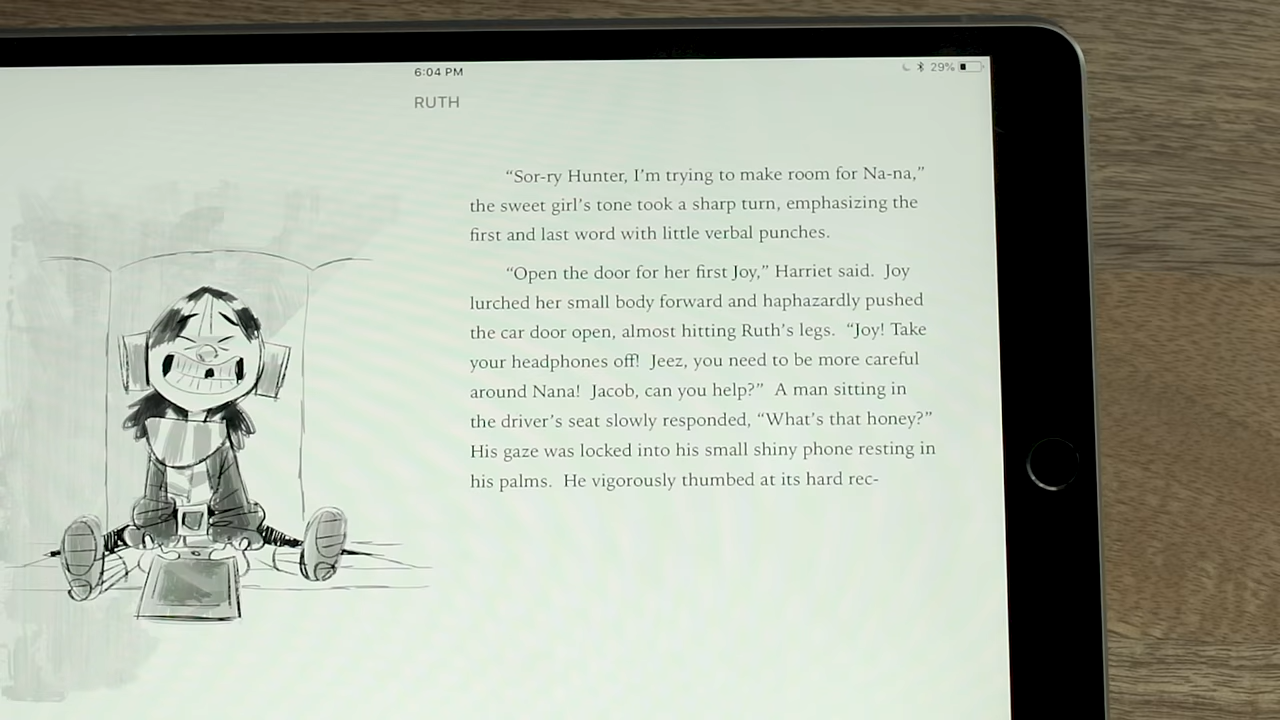 6:04 PM
29%
RUTH
“Sor-ry Hunter, I’m trying to make room for Na-na,”
the sweet girl’s tone took a sharp turn, emphasizing the
first and last word with little verbal punches.
“Open the door for her first Joy,” Harriet said.  Joy
lurched her small body forward and haphazardly pushed
the car door open, almost hitting Ruth’s legs.  “Joy! Take
your headphones off!  Jeez, you need to be more careful
around Nana!  Jacob, can you help?”  A man sitting in
the driver’s seat slowly responded, “What’s that honey?”
His gaze was locked into his small shiny phone resting in
his palms.  He vigorously thumbed at its hard rec-